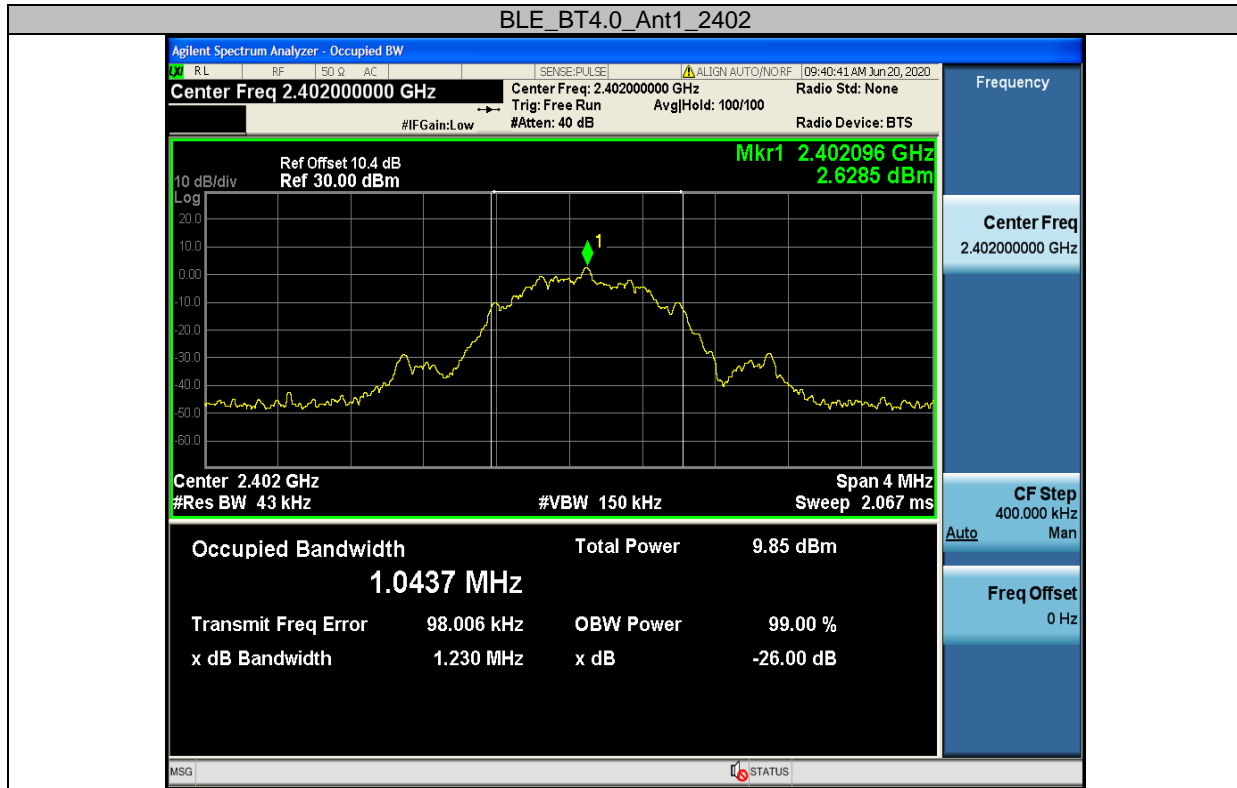 BLE_BT4.0_Ant1_2402
Agilent Spectrum Analyzer - Occupied BW
LXI RL RF 50 Ω AC SENSE:PULSE ALIGN AUTO/NO RF 09:40:41 AM Jun 20, 2020
Center Freq 2.402000000 GHz
Center Freq: 2.402000000 GHz
Radio Std: None
Trig: Free Run Avg|Hold: 100/100
#IFGain:Low
#Atten: 40 dB
Radio Device: BTS
Mkr1 2.402096 GHz
2.6285 dBm
Ref Offset 10.4 dB
10 dB/div Ref 30.00 dBm
Log
20.0
10.0
0.00
-10.0
-20.0
-30.0
-40.0
-50.0
-60.0
1
Center 2.402 GHz Span 4 MHz
#Res BW 43 kHz #VBW 150 kHz Sweep 2.067 ms
Occupied Bandwidth Total Power 9.85 dBm
1.0437 MHz
Transmit Freq Error 98.006 kHz OBW Power 99.00 %
x dB Bandwidth 1.230 MHz x dB -26.00 dB
Frequency
Center Freq
2.402000000 GHz
CF Step
400.000 kHz
Auto Man
Freq Offset
0 Hz
MSG STATUS